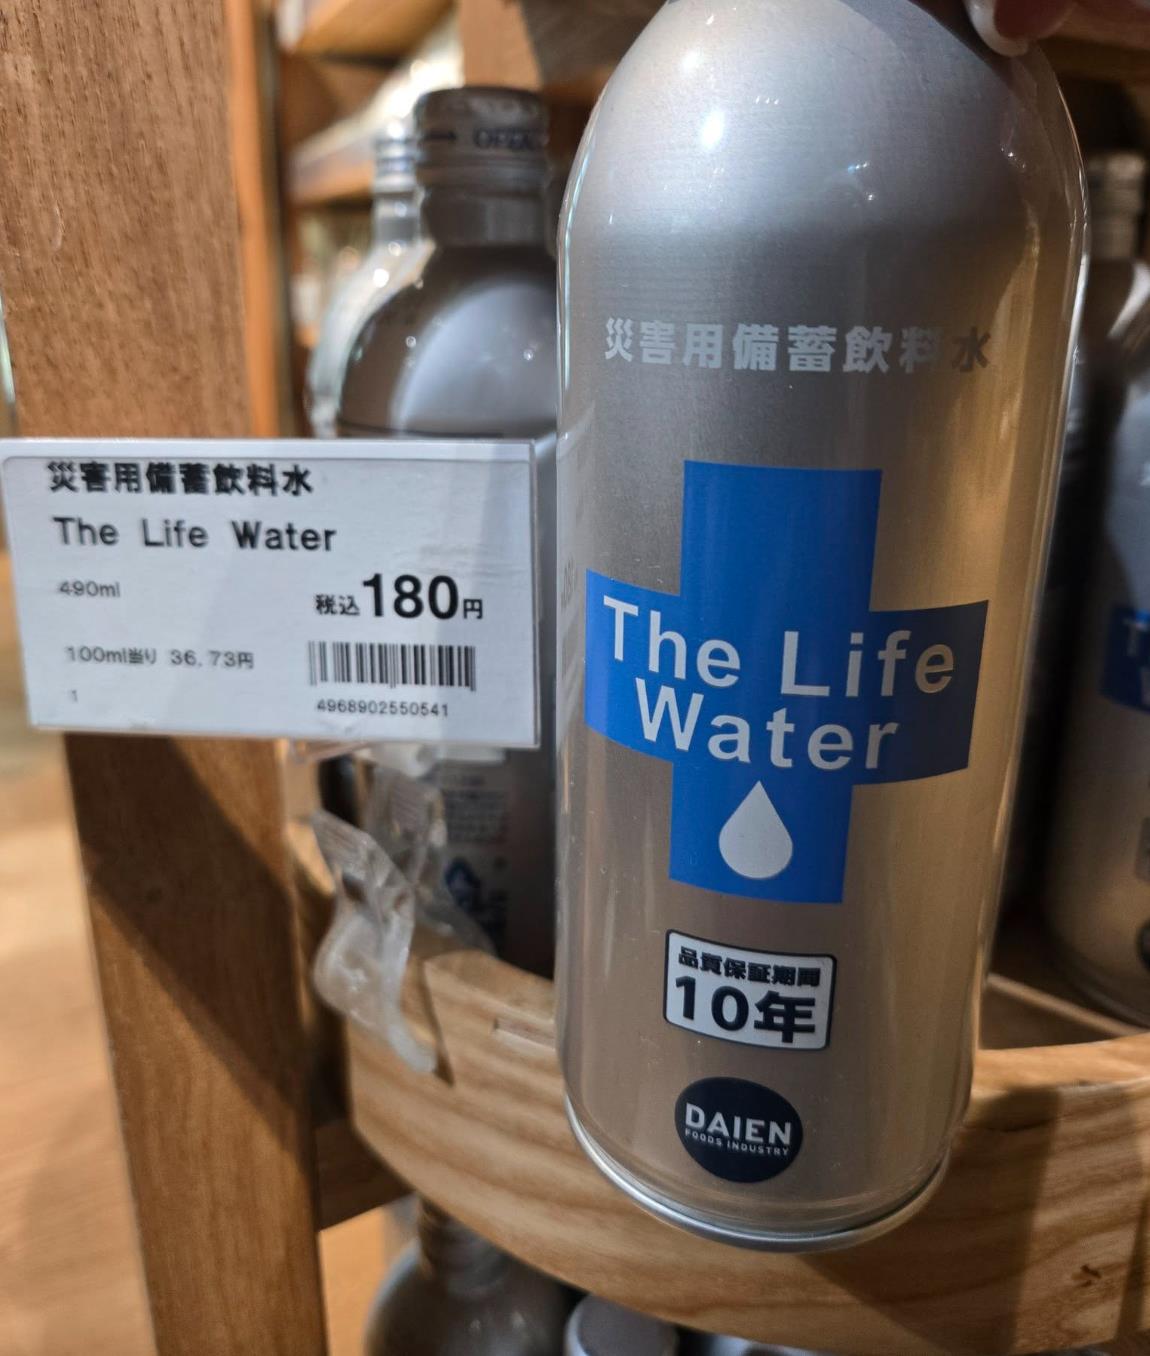 OPEN
災害用備蓄飲料水
The Life Water
490ml
税込180円
100ml当り 36.73円
1
4968902550541
災害用備蓄飲料水
The Life
Water
品質保証期間
10年
DAIEN
FOODS INDUSTRY